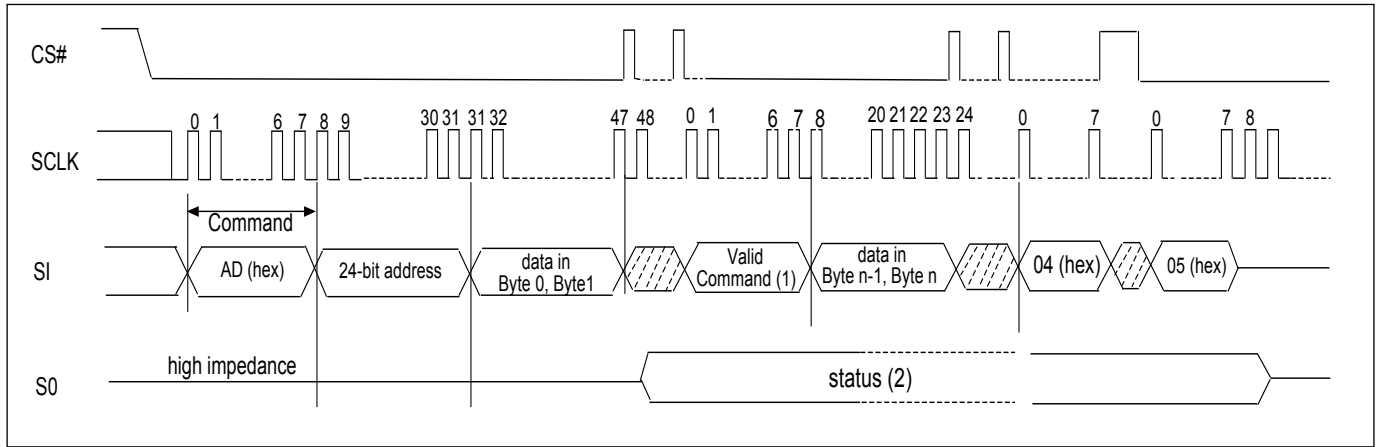 CS#
0 1 6 7 8 9 30 31 31 32 47 48 0 1 6 7 8 20 21 22 23 24 0 7 0 7 8
SCLK
Command
SI
AD (hex)
24-bit address
data in
Byte 0, Byte1
Valid
Command (1)
data in
Byte n-1, Byte n
04 (hex)
05 (hex)
high impedance
S0
status (2)